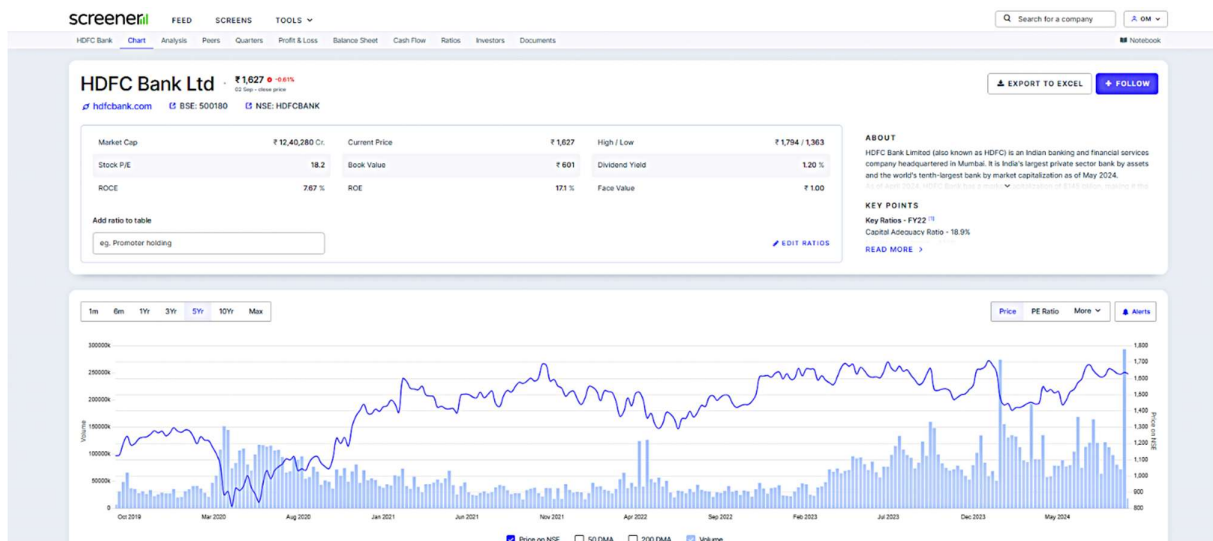 screener
FEED SCREENS TOOLS
Search for a company
OM
HDFC Bank Chart Analysis Peers Quarters Profit & Loss Balance Sheet Cash Flow Ratios Investors Documents
Notebook
HDFC Bank Ltd · ₹ 1,627 -0.61%
02 Sep - close price
EXPORT TO EXCEL
+ FOLLOW
hdfcbank.com BSE: 500180 NSE: HDFCBANK
Market Cap ₹ 12,40,280 Cr. Current Price ₹ 1,627 High / Low ₹ 1,794 / 1,363
Stock P/E 18.2 Book Value ₹ 601 Dividend Yield 1.20 %
ROCE 7.67 % ROE 17.1 % Face Value ₹ 1.00
Add ratio to table
eg. Promoter holding
EDIT RATIOS
ABOUT
HDFC Bank Limited (also known as HDFC) is an Indian banking and financial services
company headquartered in Mumbai. It is India's largest private sector bank by assets
and the world's tenth-largest bank by market capitalization as of May 2024.
KEY POINTS
Key Ratios - FY22 [1]
Capital Adequacy Ratio - 18.9%
READ MORE >
1m 6m 1Yr 3Yr 5Yr 10Yr Max
Price PE Ratio More
Alerts
300000k
250000k
200000k
150000k
100000k
50000k
0
Volume
1,800
1,700
1,600
1,500
1,400
1,300
1,200
1,100
1,000
900
800
Price on NSE
Oct 2019 Mar 2020 Aug 2020 Jan 2021 Jun 2021 Nov 2021 Apr 2022 Sep 2022 Feb 2023 Jul 2023 Dec 2023 May 2024
Price on NSE 50 DMA 200 DMA Volume